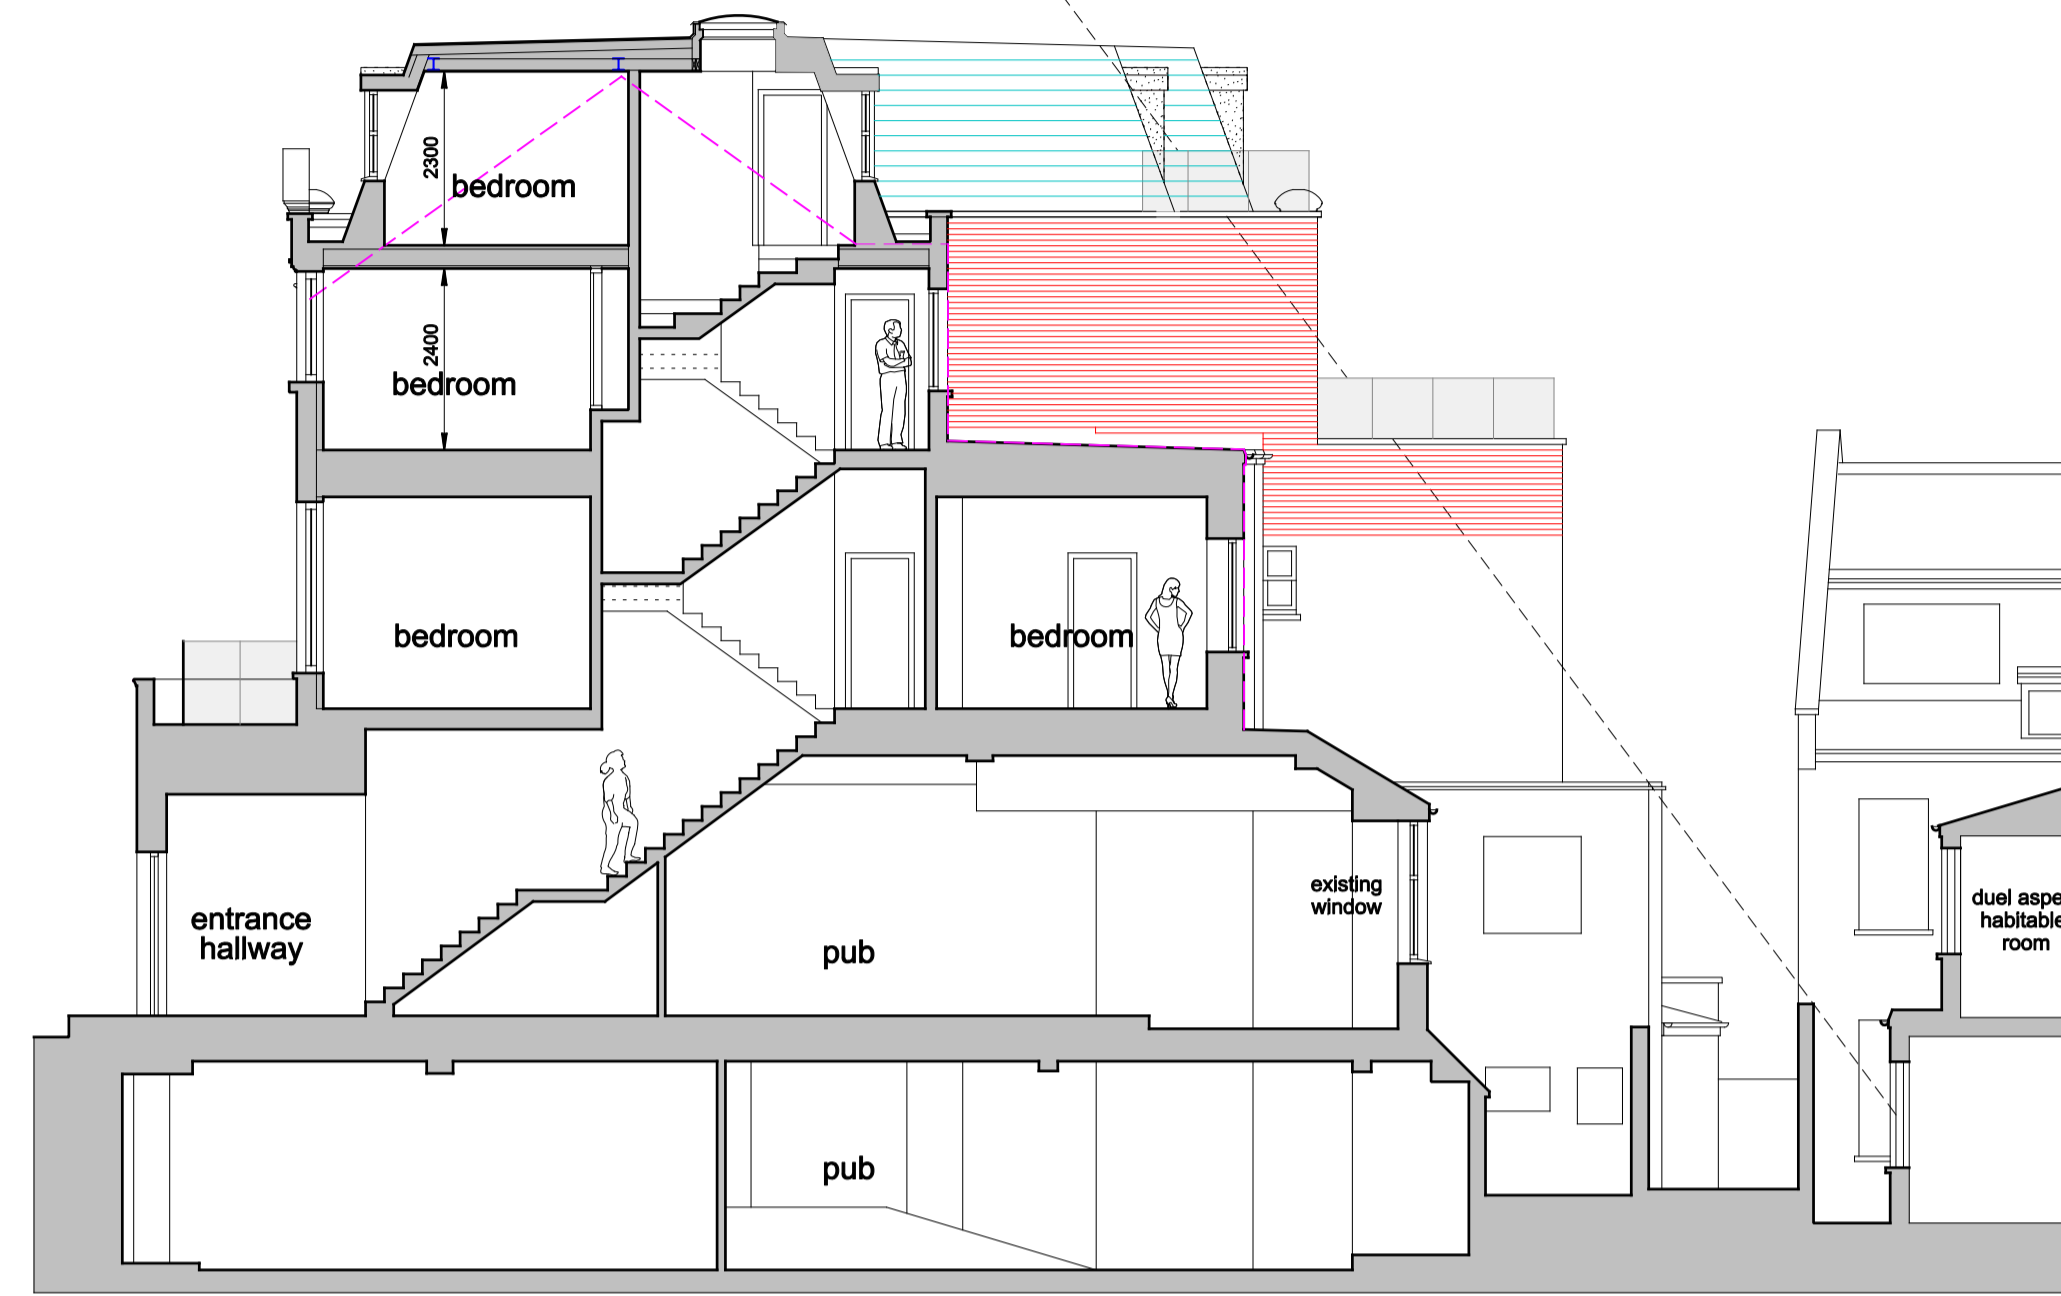 2300
bedroom
2400
bedroom
bedroom
bedroom
entrance
hallway
existing
window
pub
duel aspe
habitable
room
pub